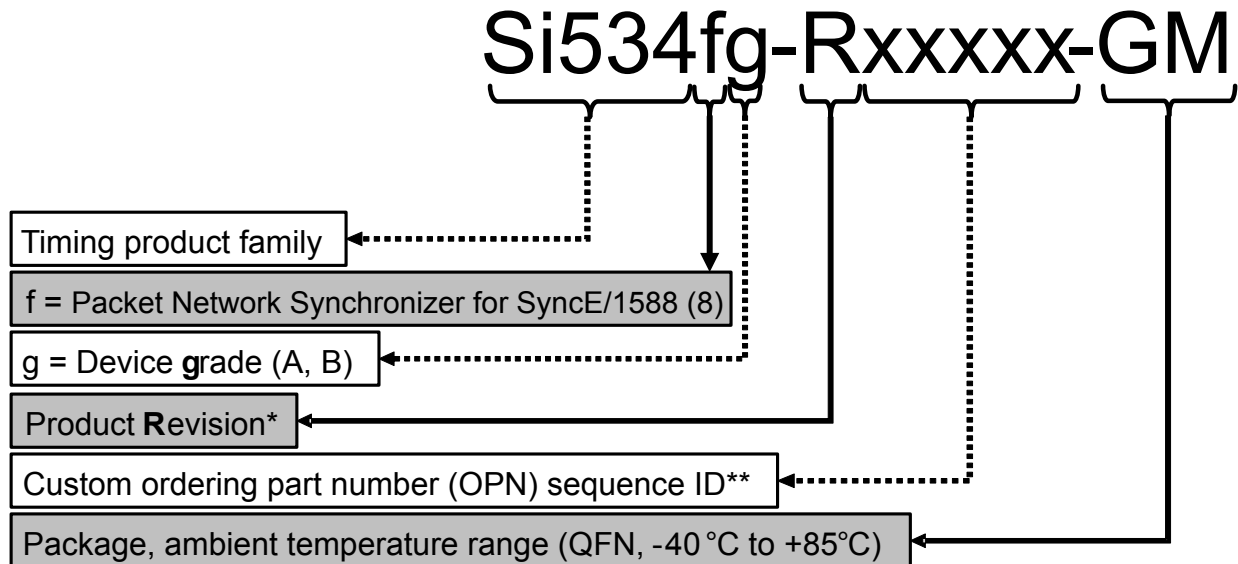 Si534fg-Rxxxxx-GM
Timing product family
f = Packet Network Synchronizer for SyncE/1588 (8)
g = Device grade (A, B)
Product Revision*
Custom ordering part number (OPN) sequence ID**
Package, ambient temperature range (QFN, -40 °C to +85°C)